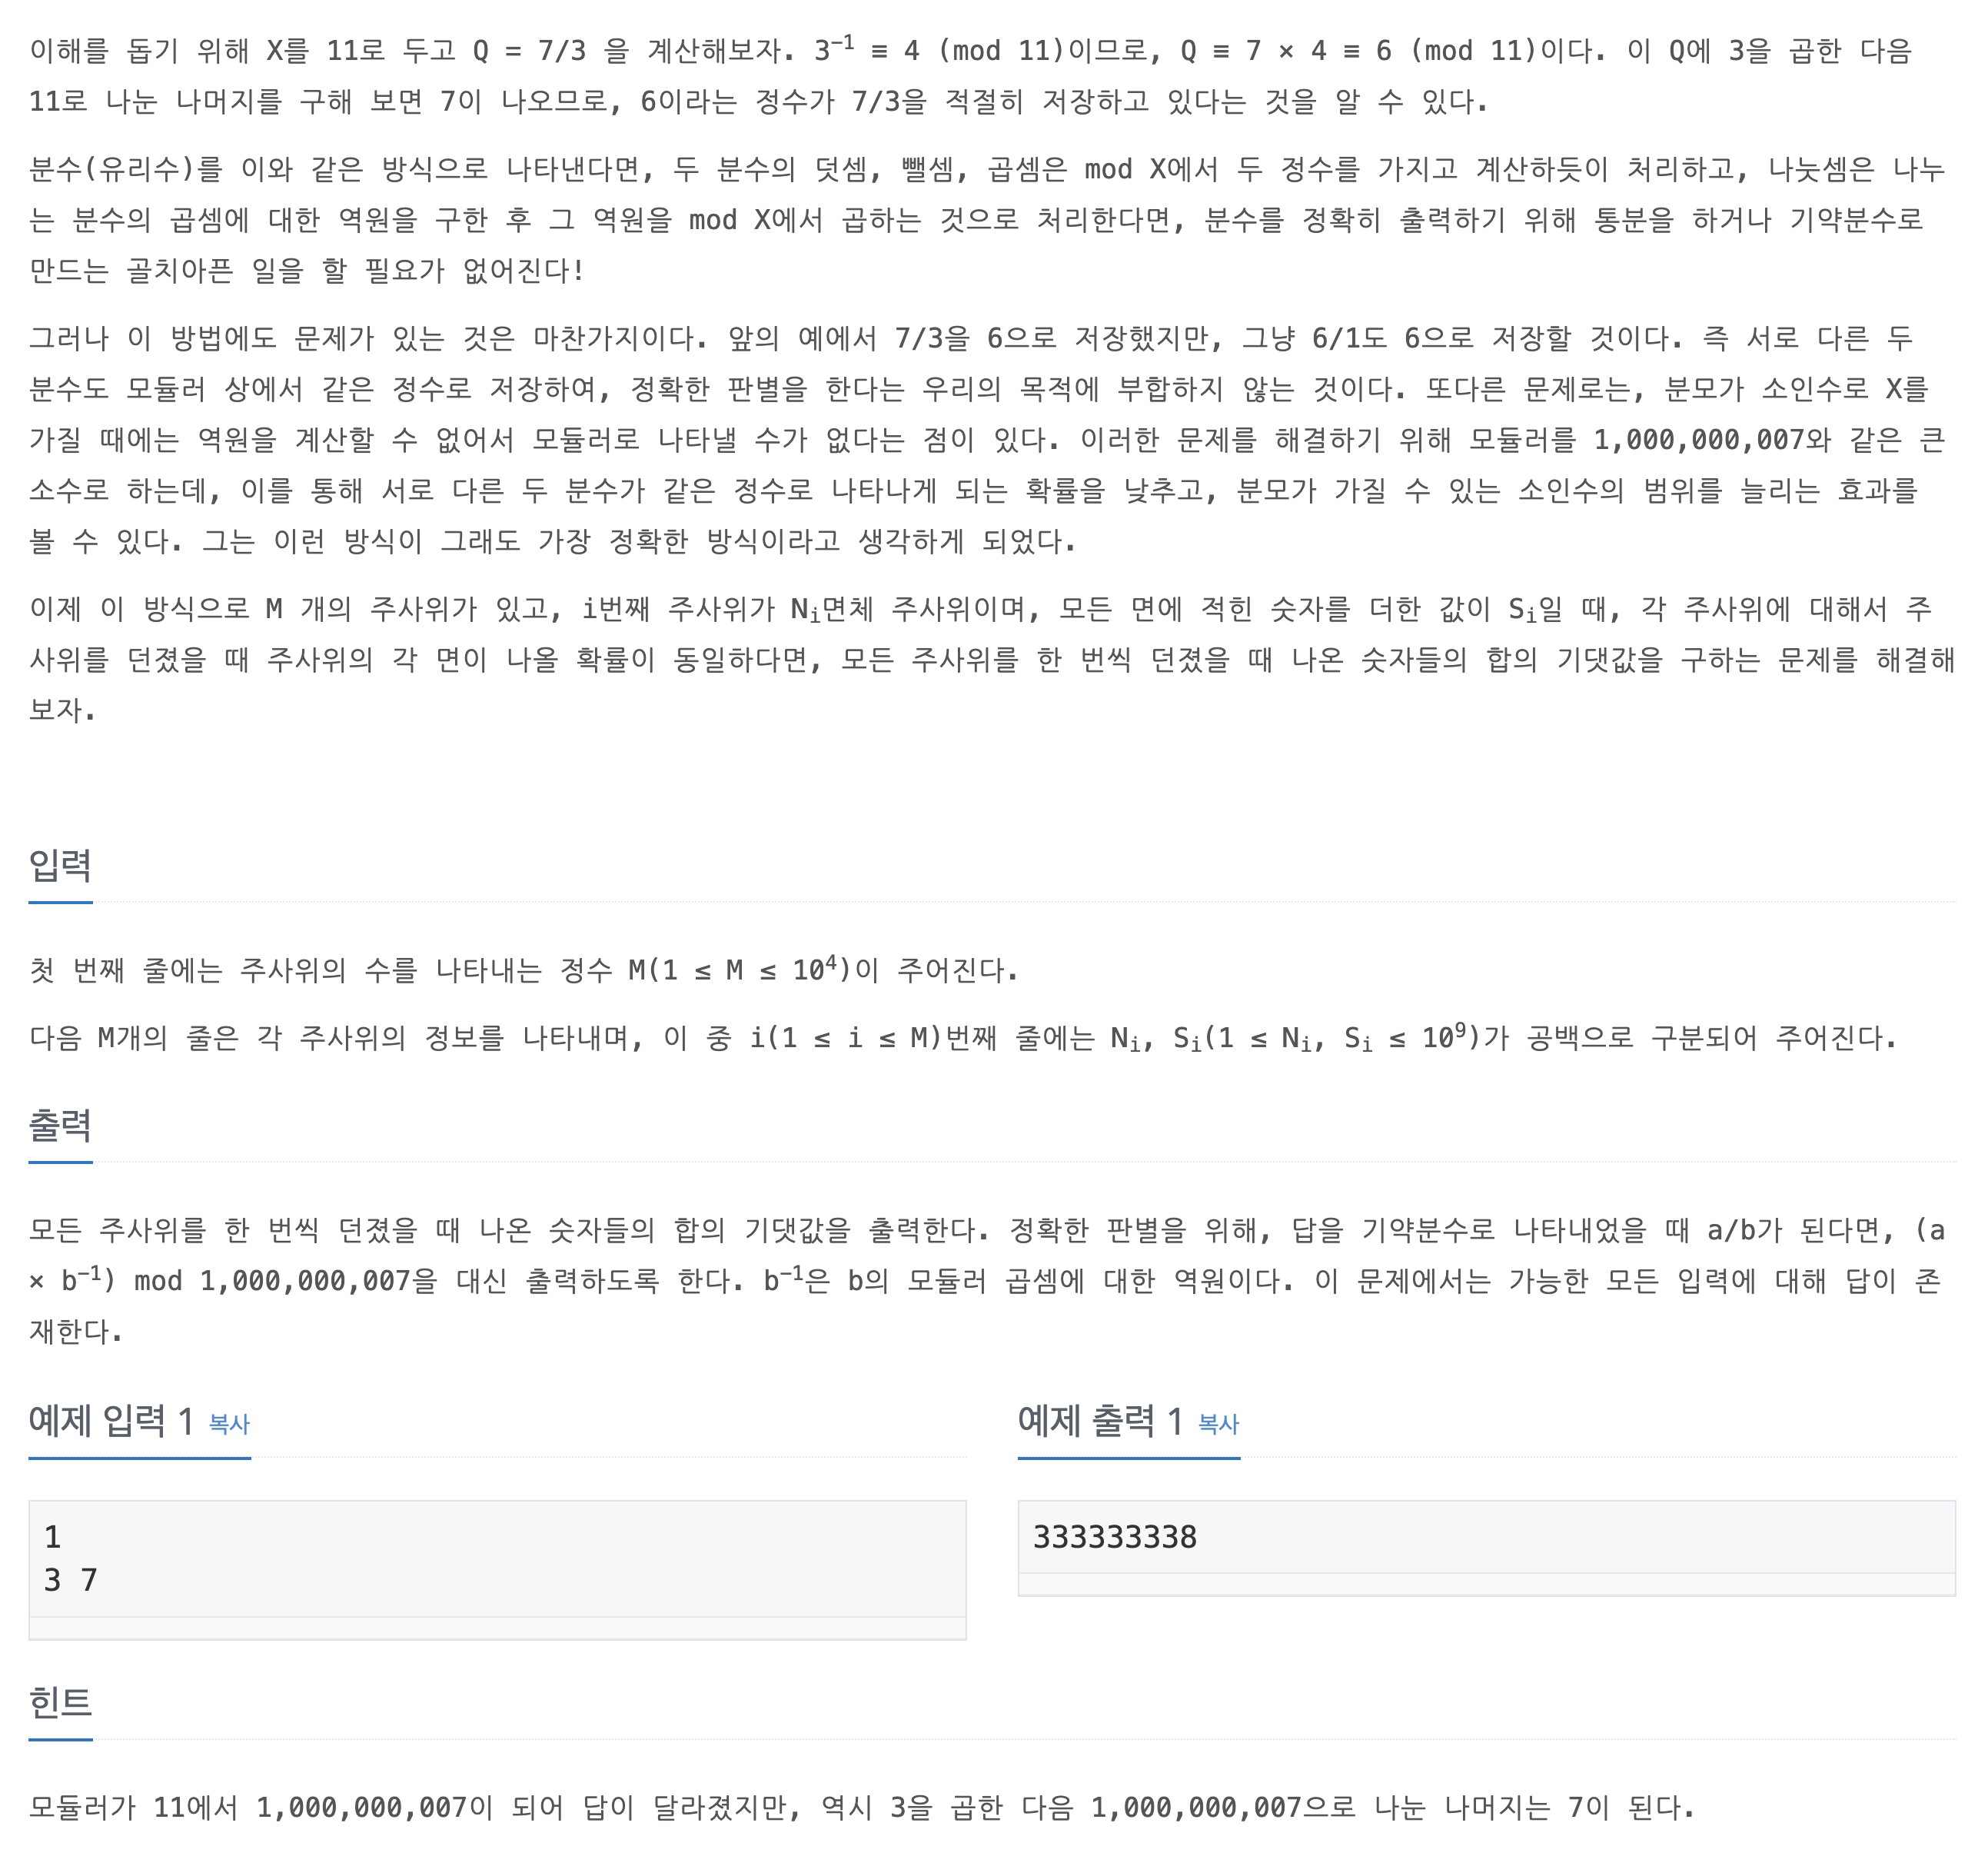 이해를 돕기 위해 X를 11로 두고 Q = 7/3 을 계산해보자. 3⁻¹ ≡ 4 (mod 11)이므로, Q ≡ 7 × 4 ≡ 6 (mod 11)이다. 이 Q에 3을 곱한 다음
11로 나눈 나머지를 구해 보면 7이 나오므로, 6이라는 정수가 7/3을 적절히 저장하고 있다는 것을 알 수 있다.
분수(유리수)를 이와 같은 방식으로 나타낸다면, 두 분수의 덧셈, 뺄셈, 곱셈은 mod X에서 두 정수를 가지고 계산하듯이 처리하고, 나눗셈은 나누
는 분수의 곱셈에 대한 역원을 구한 후 그 역원을 mod X에서 곱하는 것으로 처리한다면, 분수를 정확히 출력하기 위해 통분을 하거나 기약분수로
만드는 골치아픈 일을 할 필요가 없어진다!
그러나 이 방법에도 문제가 있는 것은 마찬가지이다. 앞의 예에서 7/3을 6으로 저장했지만, 그냥 6/1도 6으로 저장할 것이다. 즉 서로 다른 두
분수도 모듈러 상에서 같은 정수로 저장하여, 정확한 판별을 한다는 우리의 목적에 부합하지 않는 것이다. 또다른 문제로는, 분모가 소인수로 X를
가질 때에는 역원을 계산할 수 없어서 모듈러로 나타낼 수가 없다는 점이 있다. 이러한 문제를 해결하기 위해 모듈러를 1,000,000,007와 같은 큰
소수로 하는데, 이를 통해 서로 다른 두 분수가 같은 정수로 나타나게 되는 확률을 낮추고, 분모가 가질 수 있는 소인수의 범위를 늘리는 효과를
볼 수 있다. 그는 이런 방식이 그래도 가장 정확한 방식이라고 생각하게 되었다.
이제 이 방식으로 M 개의 주사위가 있고, i번째 주사위가 Nᵢ면체 주사위이며, 모든 면에 적힌 숫자를 더한 값이 Sᵢ일 때, 각 주사위에 대해서 주
사위를 던졌을 때 주사위의 각 면이 나올 확률이 동일하다면, 모든 주사위를 한 번씩 던졌을 때 나온 숫자들의 합의 기댓값을 구하는 문제를 해결해
보자.
입력
첫 번째 줄에는 주사위의 수를 나타내는 정수 M(1 ≤ M ≤ 10⁴)이 주어진다.
다음 M개의 줄은 각 주사위의 정보를 나타내며, 이 중 i(1 ≤ i ≤ M)번째 줄에는 Nᵢ, Sᵢ(1 ≤ Nᵢ, Sᵢ ≤ 10⁹)가 공백으로 구분되어 주어진다.
출력
모든 주사위를 한 번씩 던졌을 때 나온 숫자들의 합의 기댓값을 출력한다. 정확한 판별을 위해, 답을 기약분수로 나타내었을 때 a/b가 된다면, (a
× b⁻¹) mod 1,000,000,007을 대신 출력하도록 한다. b⁻¹은 b의 모듈러 곱셈에 대한 역원이다. 이 문제에서는 가능한 모든 입력에 대해 답이 존
재한다.
예제 입력 1 복사
1
3 7
예제 출력 1 복사
333333338
힌트
모듈러가 11에서 1,000,000,007이 되어 답이 달라졌지만, 역시 3을 곱한 다음 1,000,000,007으로 나눈 나머지는 7이 된다.